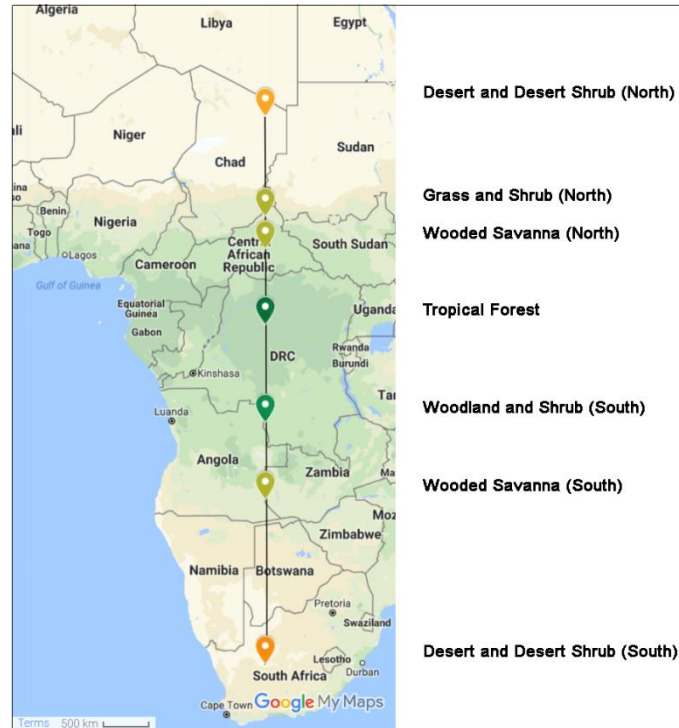 Algeria
Libya
Egypt
Desert and Desert Shrub (North)
Niger
Chad
Sudan
Grass and Shrub (North)
Benin
Nigeria
Togo
Lagos
Wooded Savanna (North)
Central
African
Republic
South Sudan
Cameroon
Gulf of Guinea
Equatorial
Guinea
Gabon
Tropical Forest
Uganda
DRC
Rwanda
Burundi
Kinshasa
Luanda
Woodland and Shrub (South)
Angola
Zambia
Wooded Savanna (South)
Zimbabwe
Namibia
Botswana
Pretoria
Swaziland
Desert and Desert Shrub (South)
Lesotho
Durban
South Africa
Cape Town
Google My Maps
Terms 500 km